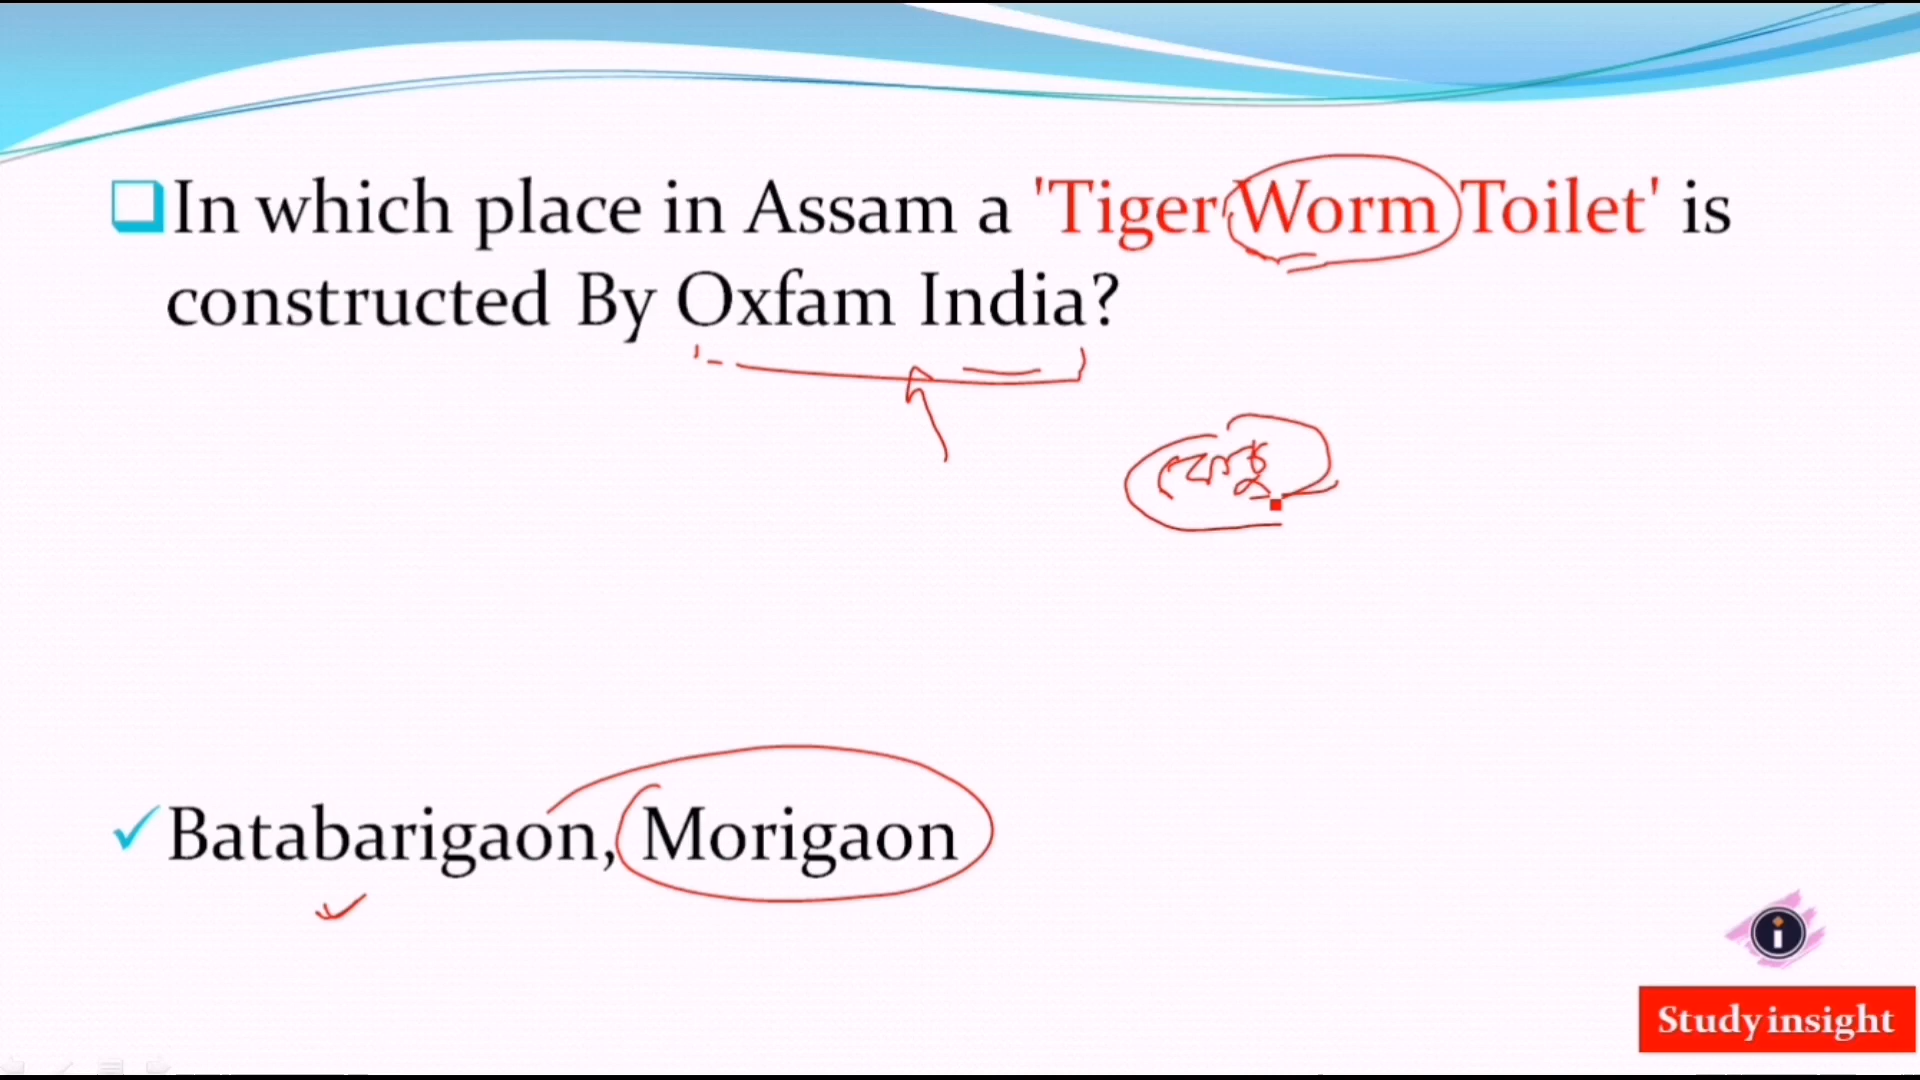 In which place in Assam a 'Tiger Worm Toilet' is
constructed By Oxfam India?
Batabarigaon, Morigaon
i
Study insight